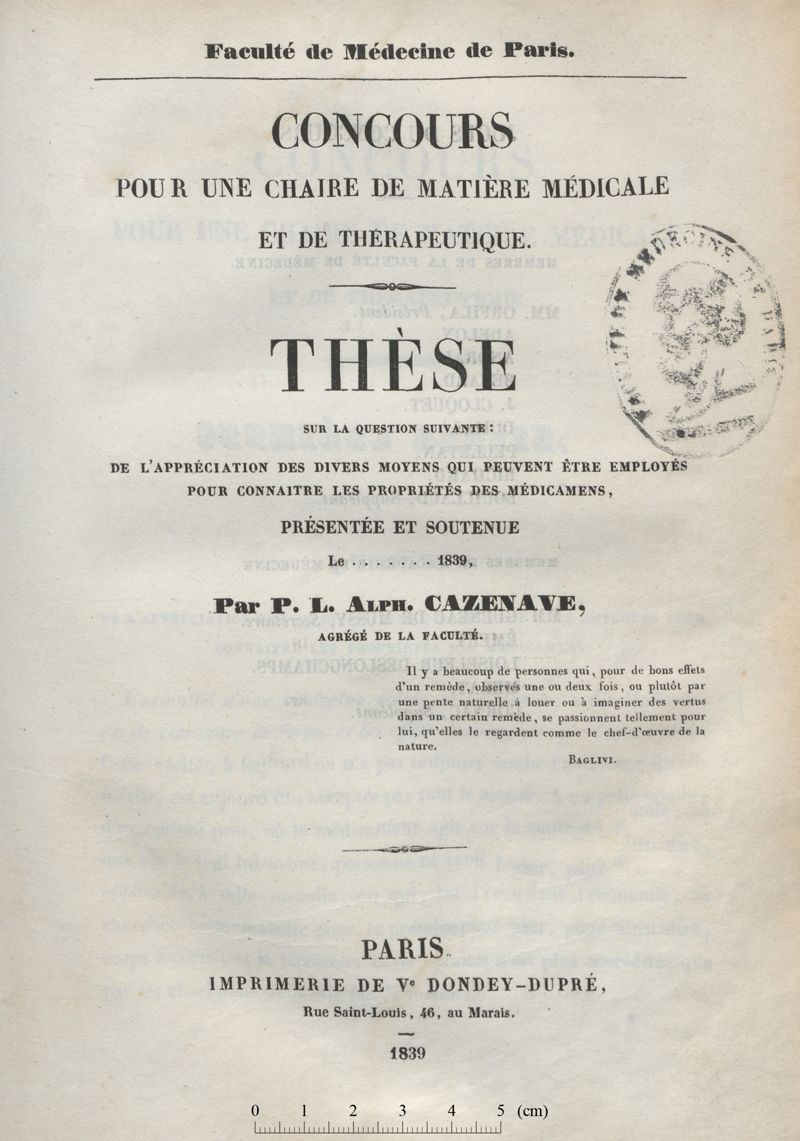 Faculté de Médecine de Paris.
CONCOURS
POUR UNE CHAIRE DE MATIÈRE MÉDICALE
ET DE THÉRAPEUTIQUE.
FACULTÉ DE MÉDECINE DE PARIS
THÈSE
SUR LA QUESTION SUIVANTE :
DE L'APPRÉCIATION DES DIVERS MOYENS QUI PEUVENT ÊTRE EMPLOYÉS
POUR CONNAITRE LES PROPRIÉTÉS DES MÉDICAMENS,
PRÉSENTÉE ET SOUTENUE
Le . . . . . . . 1839,
Par P. L. ALPH. CAZENAVE,
AGRÉGÉ DE LA FACULTÉ.
Il y a beaucoup de personnes qui, pour de bons effets
d'un remède, observés une ou deux fois, ou plutôt par
une pente naturelle à louer ou à imaginer des vertus
dans un certain remède, se passionnent tellement pour
lui, qu'elles le regardent comme le chef-d'œuvre de la
nature.
BAGLIVI.
PARIS.
IMPRIMERIE DE Ve DONDEY-DUPRÉ,
Rue Saint-Louis, 46, au Marais.
1839
0 1 2 3 4 5 (cm)